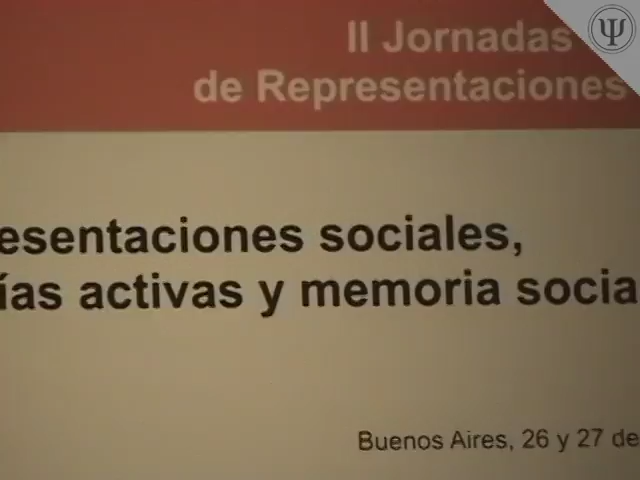 II Jornadas
de Representaciones
esentaciones sociales,
ías activas y memoria socia
Buenos Aires, 26 y 27 de
Ψ